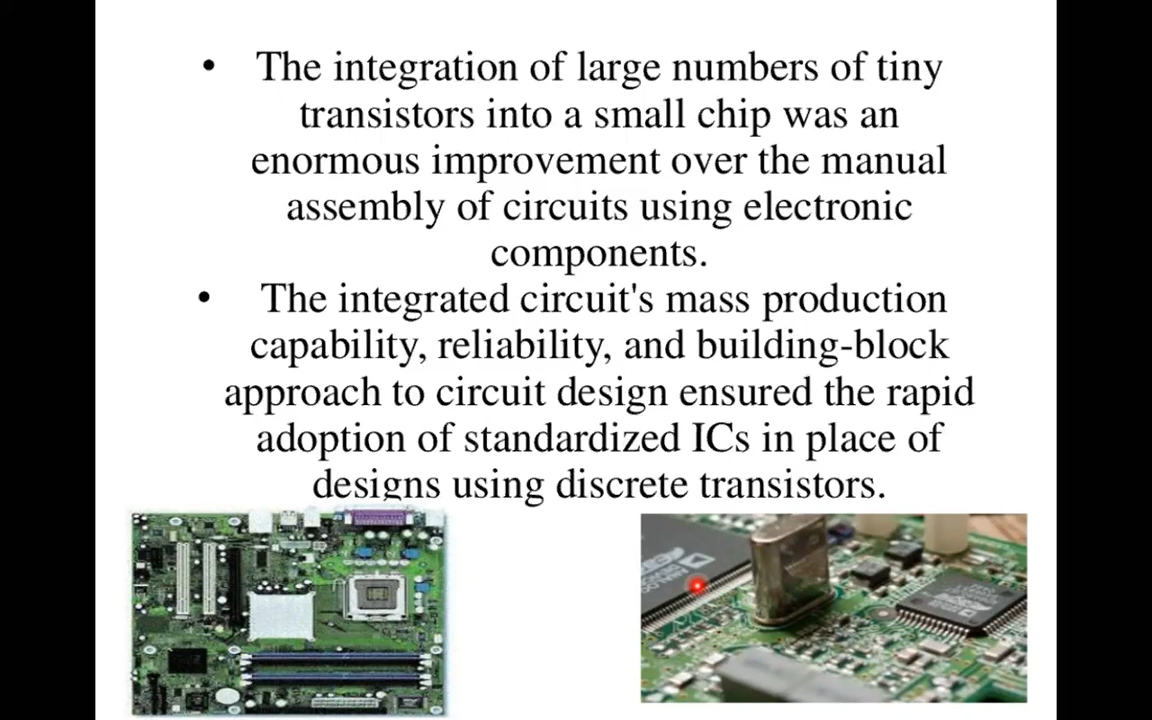 • The integration of large numbers of tiny
transistors into a small chip was an
enormous improvement over the manual
assembly of circuits using electronic
components.
• The integrated circuit's mass production
capability, reliability, and building-block
approach to circuit design ensured the rapid
adoption of standardized ICs in place of
designs using discrete transistors.